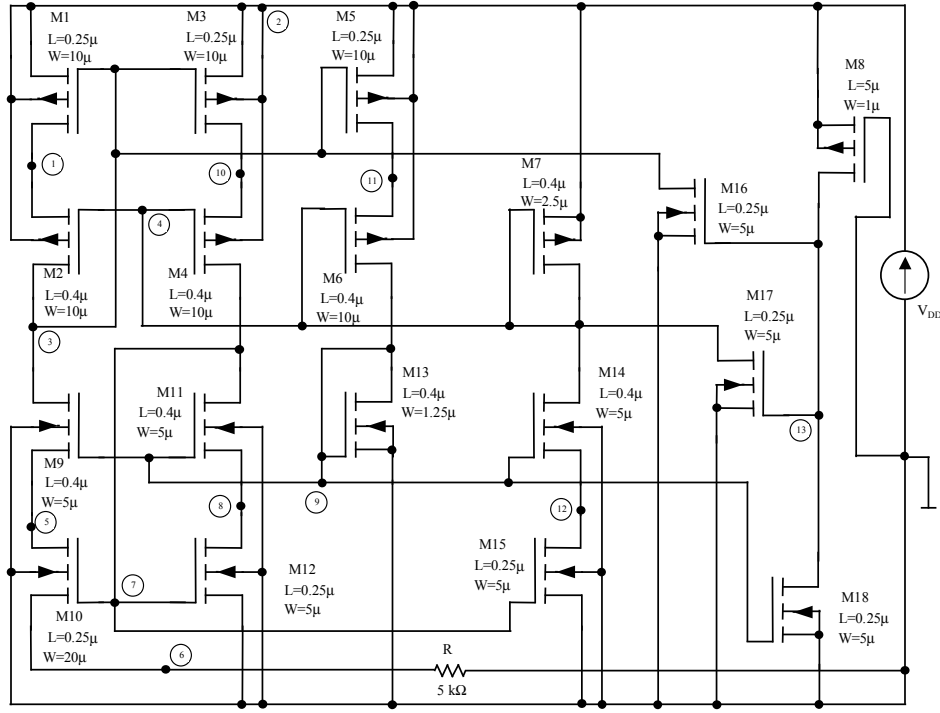 M1
L=0.25μ
W=10μ
M3
L=0.25μ
W=10μ
2
M5
L=0.25μ
W=10μ
M8
L=5μ
W=1μ
1
10
11
M7
L=0.4μ
W=2.5μ
M16
L=0.25μ
W=5μ
4
M2
L=0.4μ
W=10μ
M4
L=0.4μ
W=10μ
M6
L=0.4μ
W=10μ
VDD
3
M17
L=0.25μ
W=5μ
M11
L=0.4μ
W=5μ
M13
L=0.4μ
W=1.25μ
M14
L=0.4μ
W=5μ
13
M9
L=0.4μ
W=5μ
5
8
9
12
M10
L=0.25μ
W=20μ
7
M12
L=0.25μ
W=5μ
M15
L=0.25μ
W=5μ
M18
L=0.25μ
W=5μ
6
R
5 kΩ